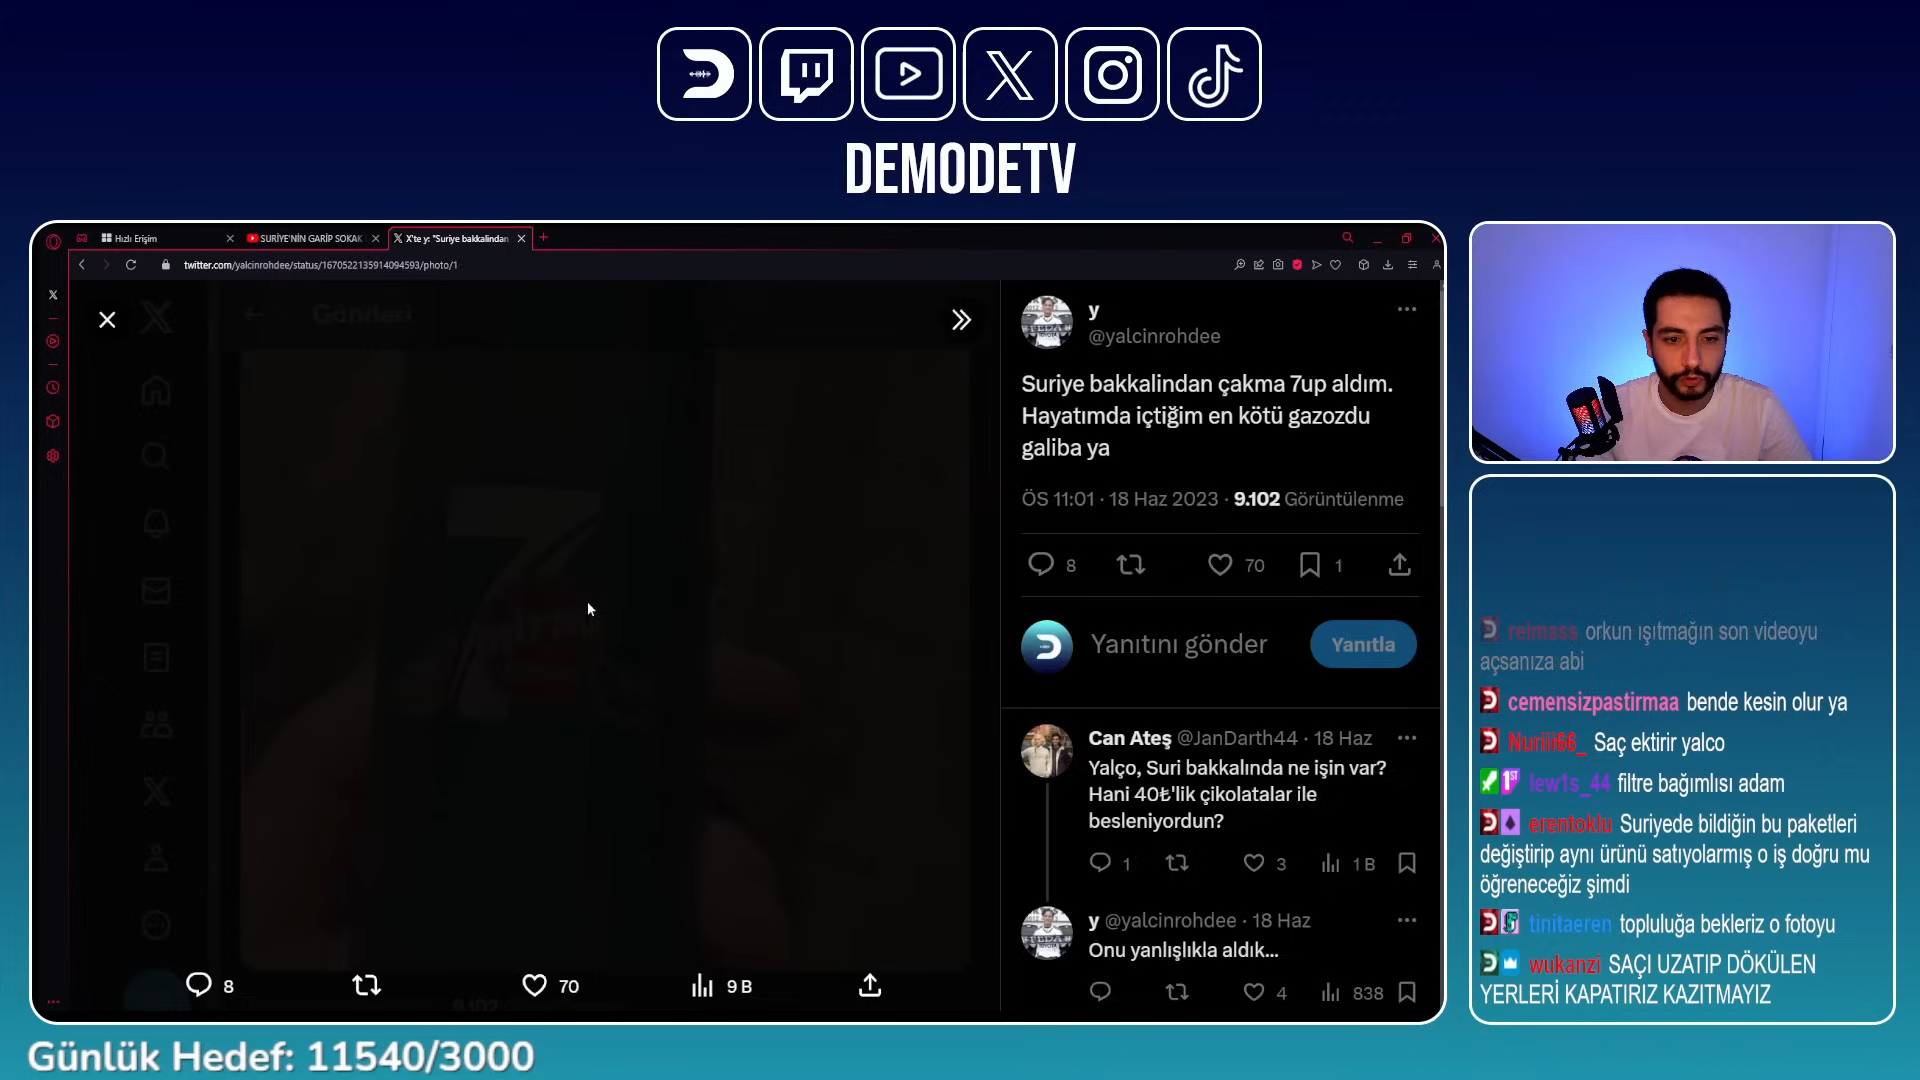 DEMODETV
Hızlı Erişim
SURİYE'NİN GARİP SOKAK
X'te y: "Suriye bakkalindan
twitter.com/yalcinrohdee/status/1670522135914094593/photo/1
Gönderi
y
@yalcinrohdee
Suriye bakkalindan çakma 7up aldım.
Hayatımda içtiğim en kötü gazozdu
galiba ya
ÖS 11:01 · 18 Haz 2023 · 9.102 Görüntülenme
8 70 1
Yanıtını gönder
Yanıtla
Can Ateş @JanDarth44 · 18 Haz
Yalço, Suri bakkalında ne işin var?
Hani 40₺'lik çikolatalar ile
besleniyordun?
1 3 1 B
y @yalcinrohdee · 18 Haz
Onu yanlışlıkla aldık...
4 838
8 70 9 B
relmass orkun ışıtmağın son videoyu
açsanıza abi
cemensizpastirmaa bende kesin olur ya
Nuriii66_ Saç ektirir yalco
lew1s_44 filtre bağımlısı adam
erentoklu Suriyede bildiğin bu paketleri
değiştirip aynı ürünü satıyolarmış o iş doğru mu
öğreneceğiz şimdi
tinitaeren topluluğa bekleriz o fotoyu
wukanzi SAÇI UZATIP DÖKÜLEN
YERLERİ KAPATIRIZ KAZITMAYIZ
Günlük Hedef: 11540/3000